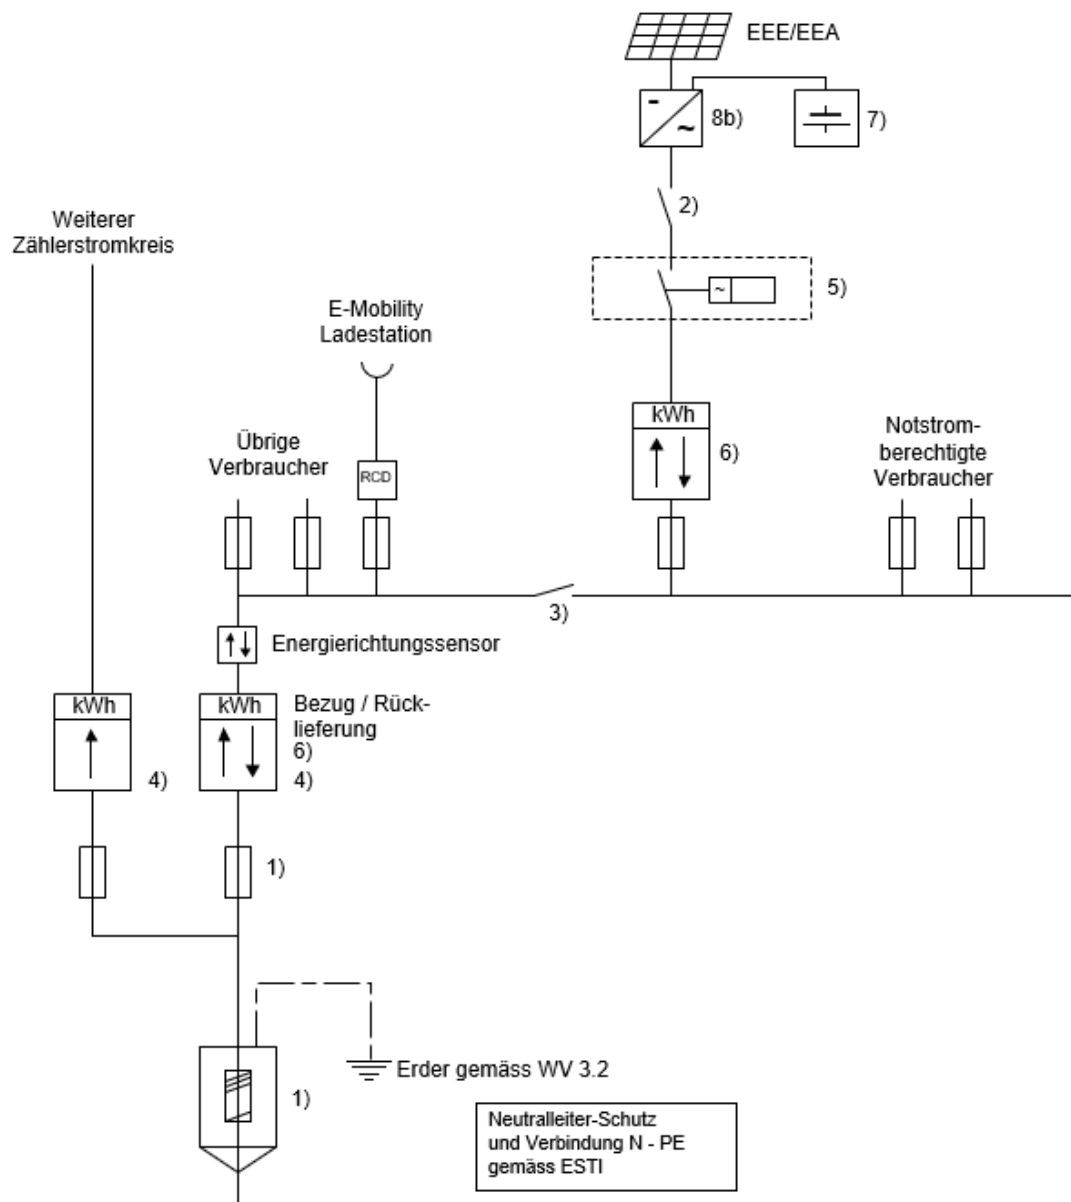 EEE/EEA
-
~
8b)
7)
2)
Weiterer
Zählerstromkreis
~
5)
E-Mobility
Ladestation
kWh
6)
Notstrom-
berechtigte
Verbraucher
Übrige
Verbraucher
RCD
3)
Energierichtungssensor
kWh
4)
kWh
Bezug / Rück-
lieferung
6)
4)
1)
Erder gemäss WV 3.2
1)
Neutralleiter-Schutz
und Verbindung N - PE
gemäss ESTI